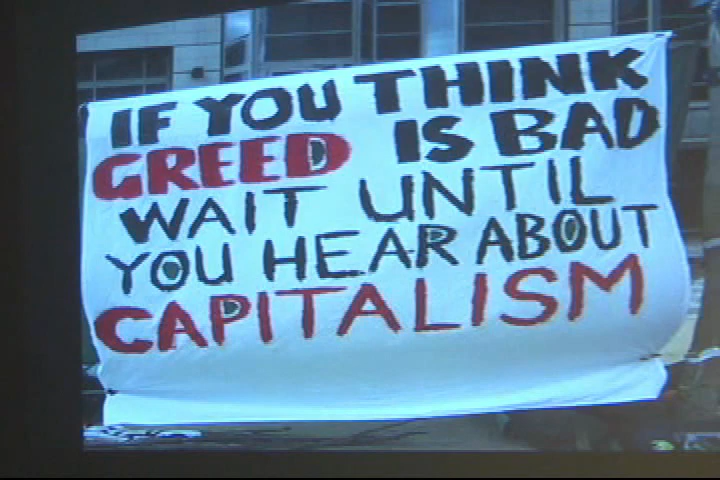 IF YOU THINK
GREED IS BAD
WAIT UNTIL
YOU HEAR ABOUT
CAPITALISM